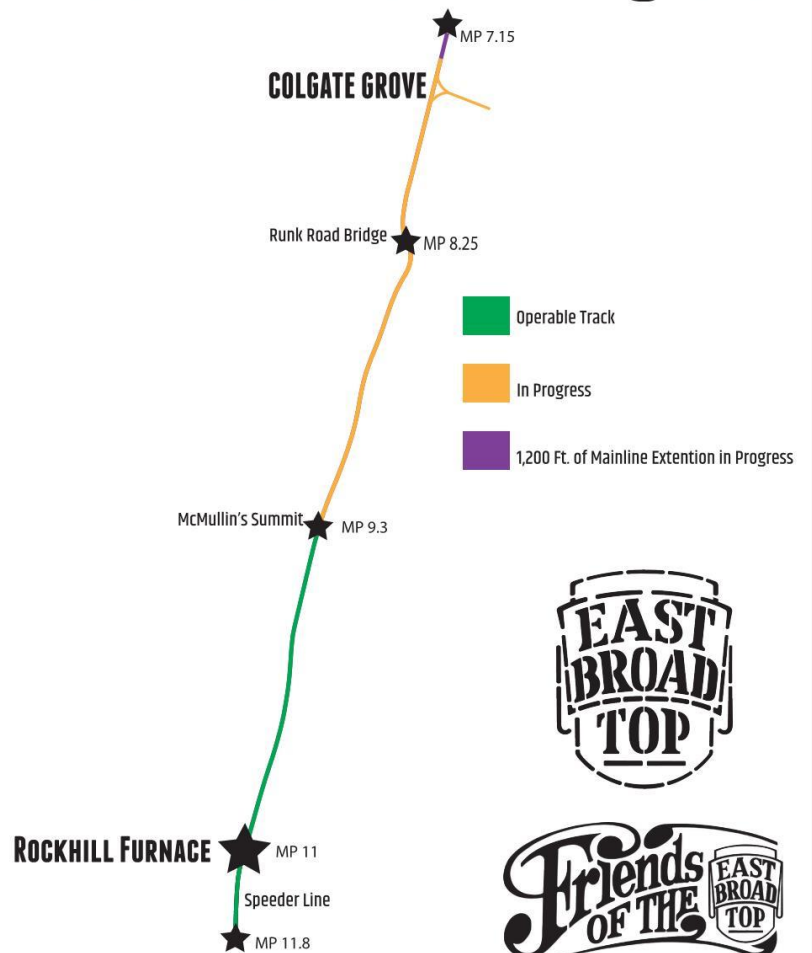 MP 7.15
COLGATE GROVE
Runk Road Bridge
MP 8.25
Operable Track
In Progress
1,200 Ft. of Mainline Extention in Progress
McMullin's Summit
MP 9.3
EAST
BROAD
TOP
ROCKHILL FURNACE
MP 11
Speeder Line
MP 11.8
Friends
OF THE
EAST
BROAD
TOP